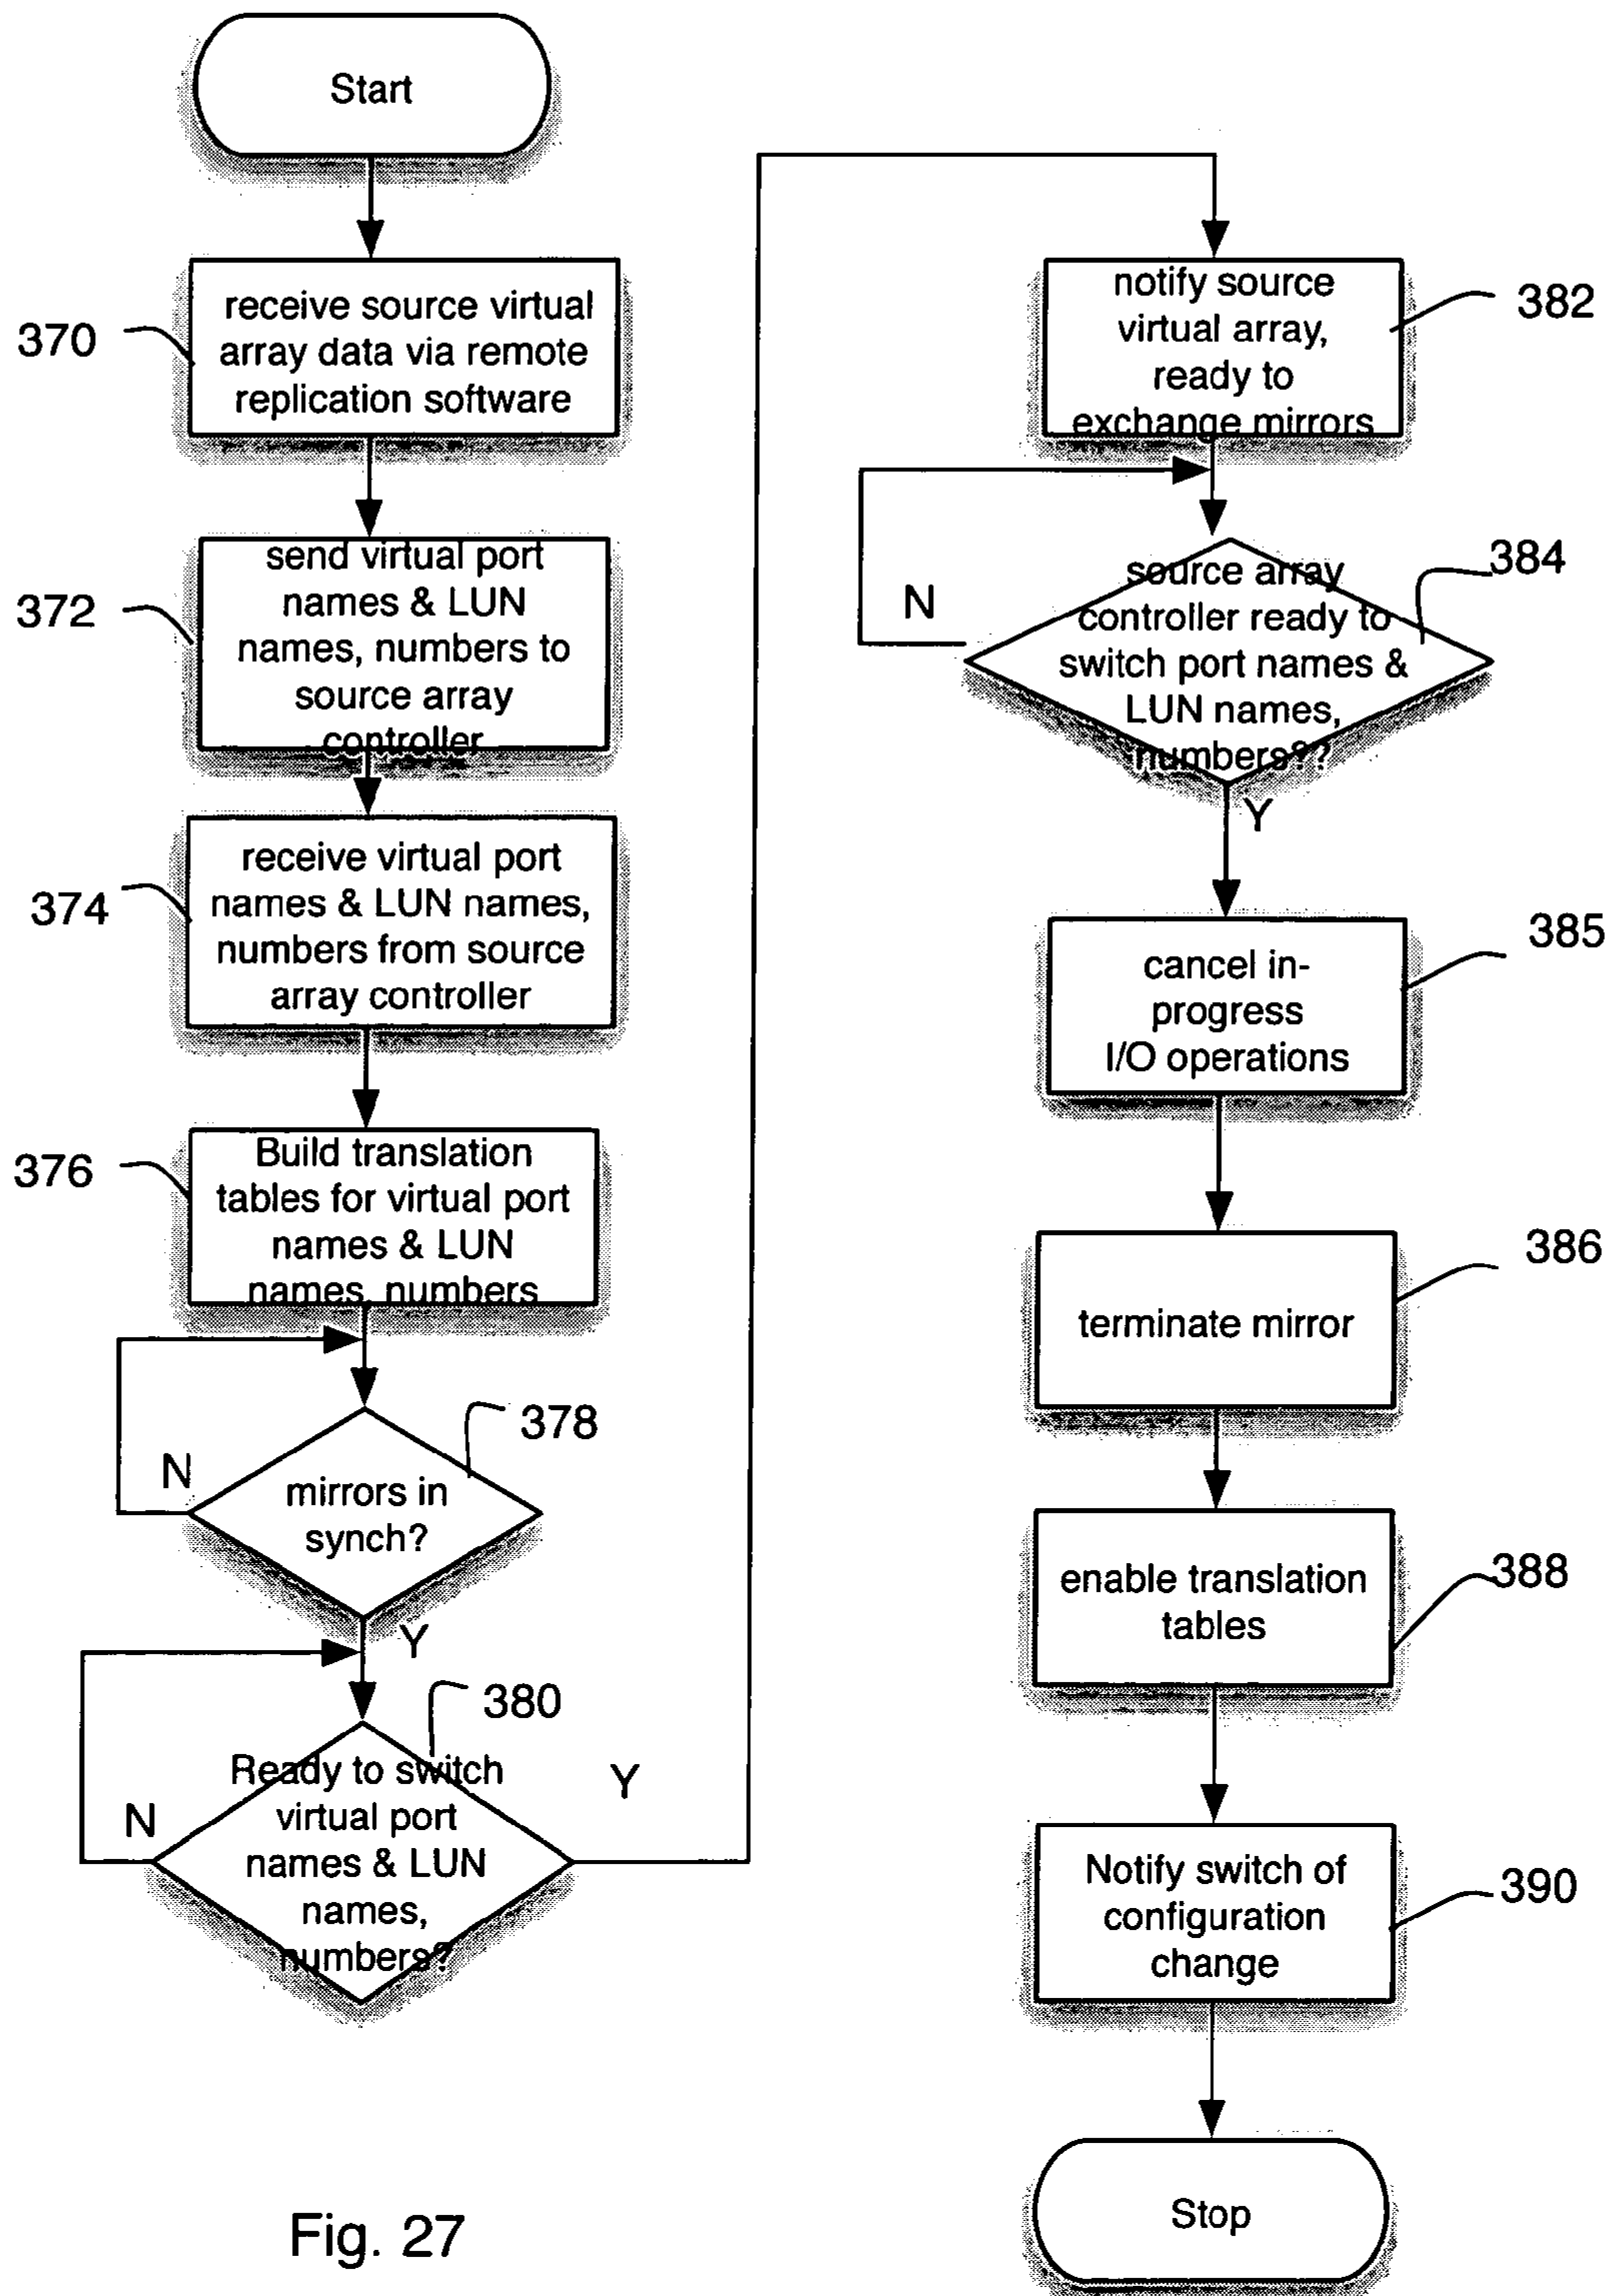 Start
370
receive source virtual
array data via remote
replication software
372
send virtual port
names & LUN
names, numbers to
source array
controller
374
receive virtual port
names & LUN names,
numbers from source
array controller
376
Build translation
tables for virtual port
names & LUN
names, numbers
378
N
mirrors in
synch?
Y
380
Ready to switch
virtual port
names & LUN
names,
numbers?
N
Y
notify source
virtual array,
ready to
exchange mirrors
382
384
source array
controller ready to
switch port names &
LUN names,
numbers??
N
Y
385
cancel in-
progress
I/O operations
386
terminate mirror
388
enable translation
tables
390
Notify switch of
configuration
change
Stop
Fig. 27